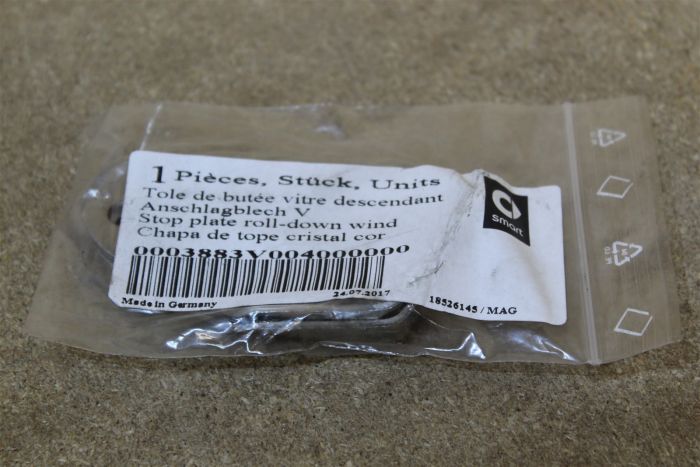 1 Pièces, Stück, Units
Tole de butée vitre descendant
Anschlagblech V
Stop plate roll-down wind
Chapa de tope cristal cor
0003883V004000000
smart
24.07.2017
Made in Germany
18526145 / MAG